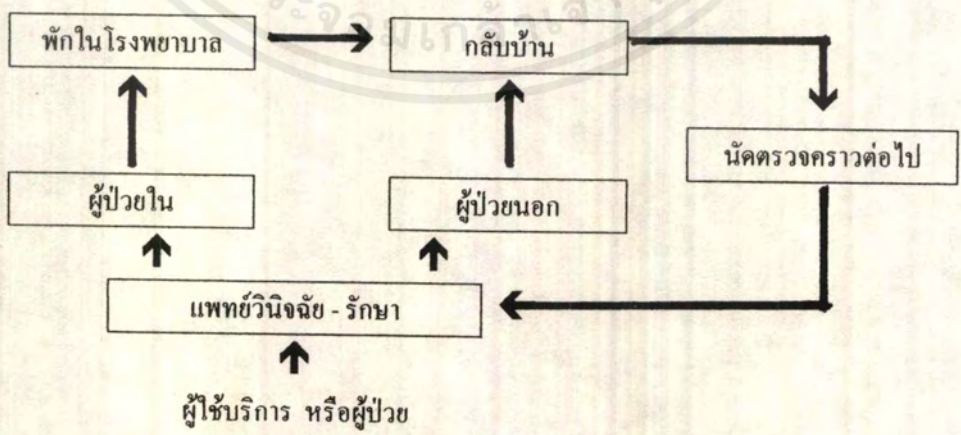 พักในโรงพยาบาล
กลับบ้าน
นัดตรวจคราวต่อไป
ผู้ป่วยใน
ผู้ป่วยนอก
แพทย์วินิจฉัย - รักษา
ผู้ใช้บริการ หรือผู้ป่วย